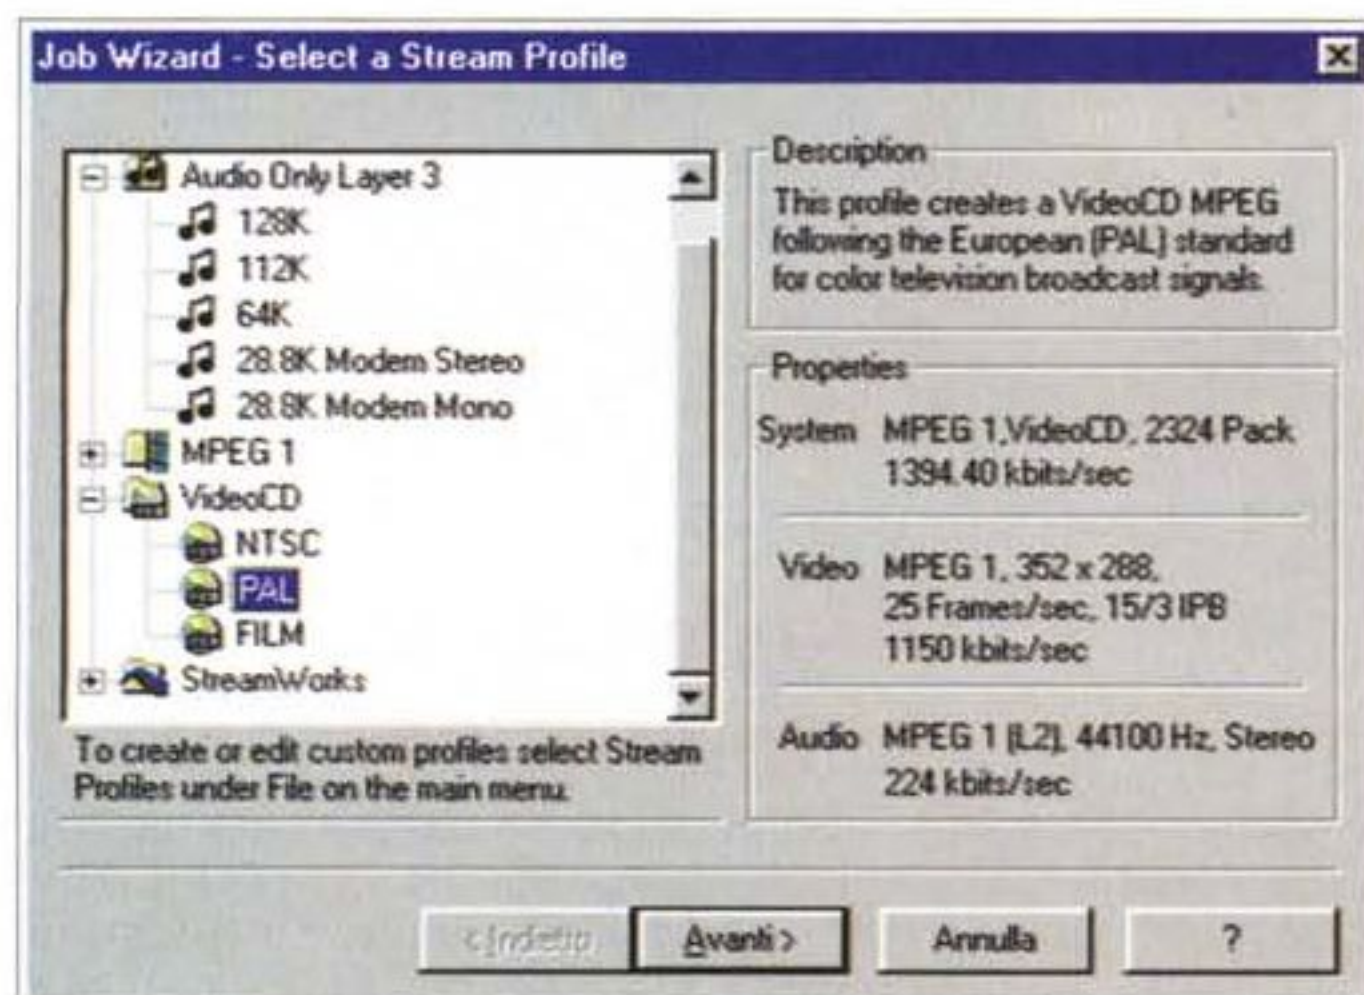 Job Wizard - Select a Stream Profile
Audio Only Layer 3
128K
112K
64K
28.8K Modem Stereo
28.8K Modem Mono
MPEG 1
VideoCD
NTSC
PAL
FILM
StreamWorks
To create or edit custom profiles select Stream
Profiles under File on the main menu.
Description
This profile creates a VideoCD MPEG
following the European (PAL) standard
for color television broadcast signals.
Properties
System MPEG 1,VideoCD, 2324 Pack
1394.40 kbits/sec
Video MPEG 1, 352 x 288,
25 Frames/sec, 15/3 IPB
1150 kbits/sec
Audio MPEG 1 (L2), 44100 Hz, Stereo
224 kbits/sec
< Indietro
Avanti >
Annulla
?